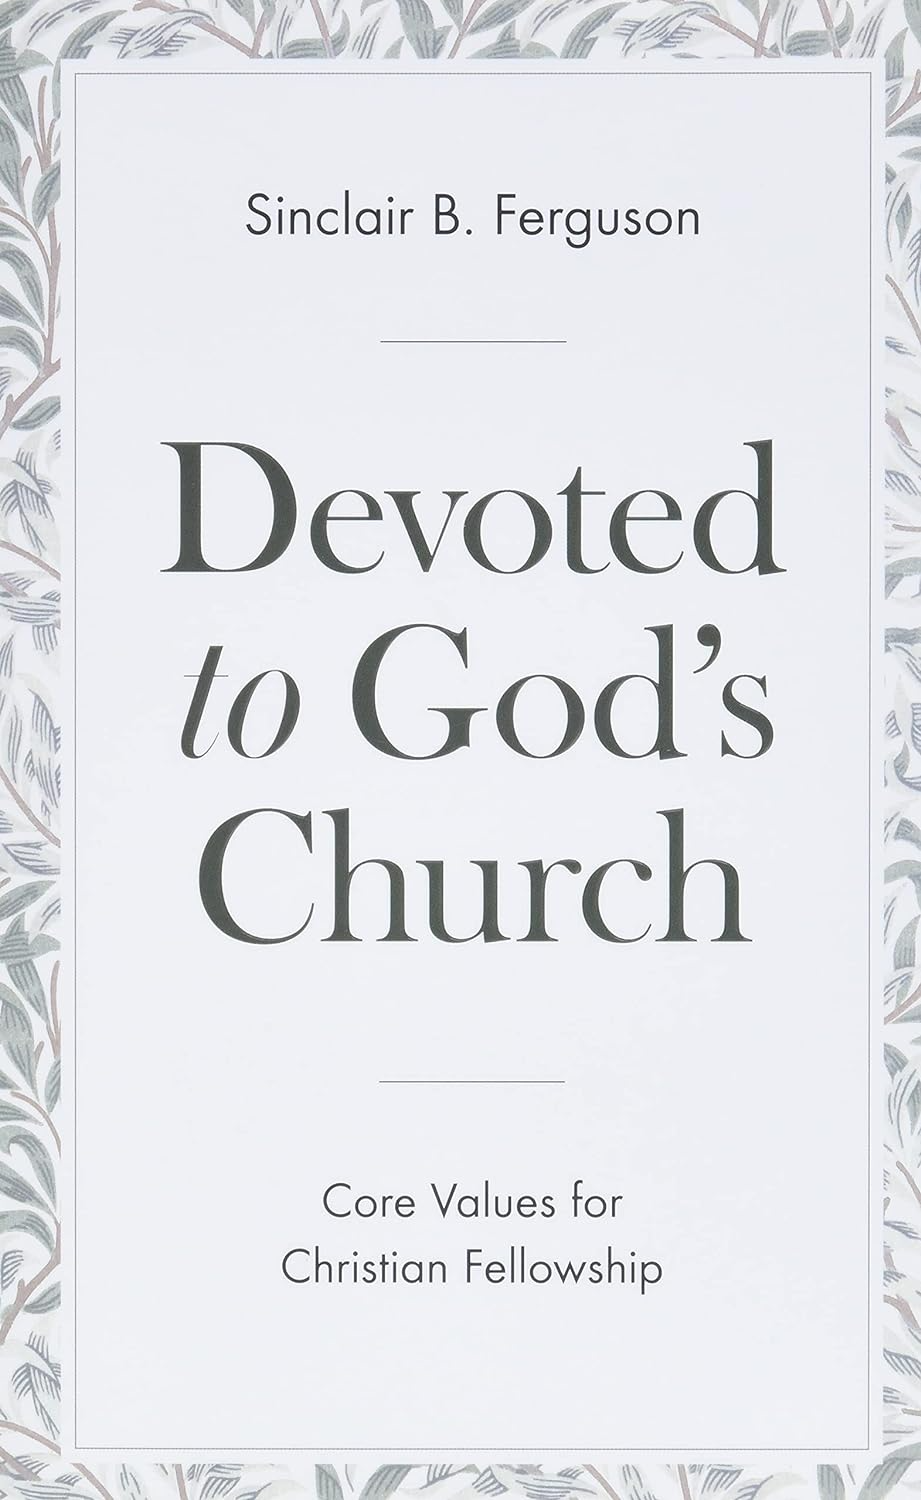 Sinclair B. Ferguson
Devoted
to God’s
Church
Core Values for
Christian Fellowship